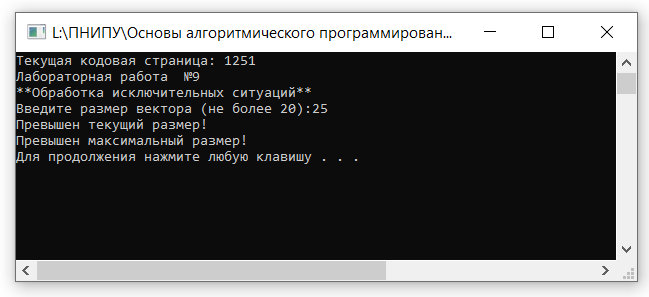 L:\ПНИПУ\Основы алгоритмического программирован...
Текущая кодовая страница: 1251
Лабораторная работа  №9
**Обработка исключительных ситуаций**
Введите размер вектора (не более 20):25
Превышен текущий размер!
Превышен максимальный размер!
Для продолжения нажмите любую клавишу . . .